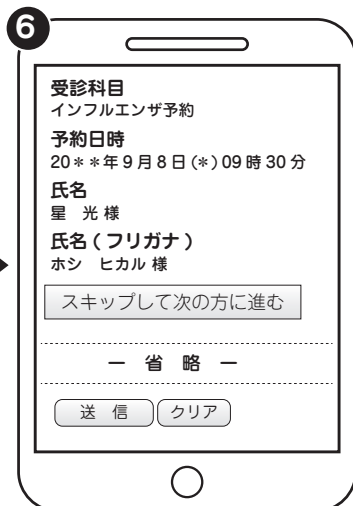 6
受診科目
インフルエンザ予約
予約日時
20＊＊年9月8日(＊)09時30分
氏名
星　光 様
氏名(フリガナ)
ホシ　ヒカル 様
スキップして次の方に進む
ー 省 略 ー
送 信 クリア